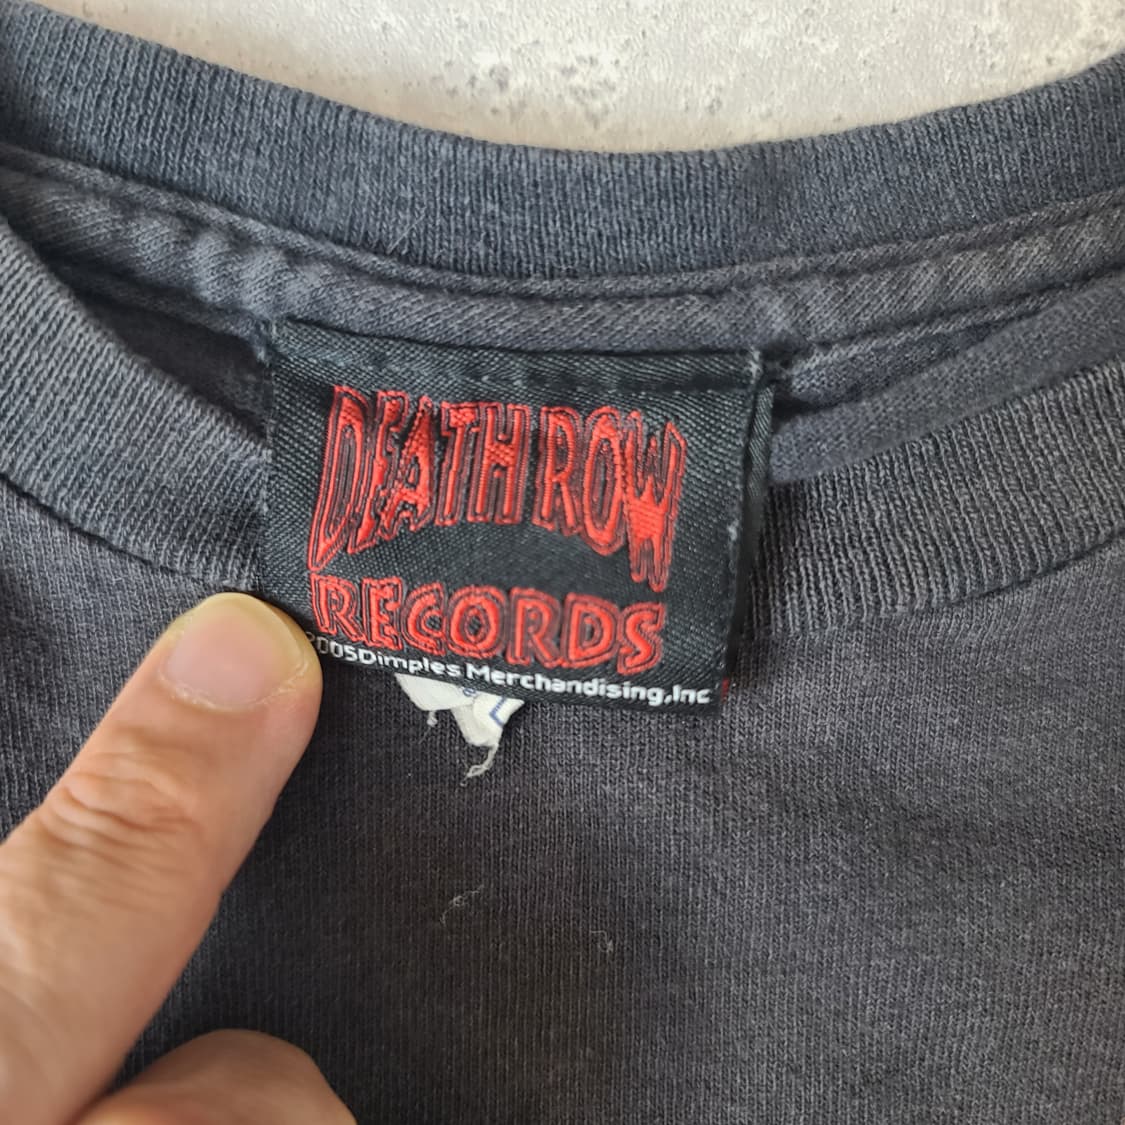 DEATH ROW
RECORDS
2005Dimples Merchandising,Inc